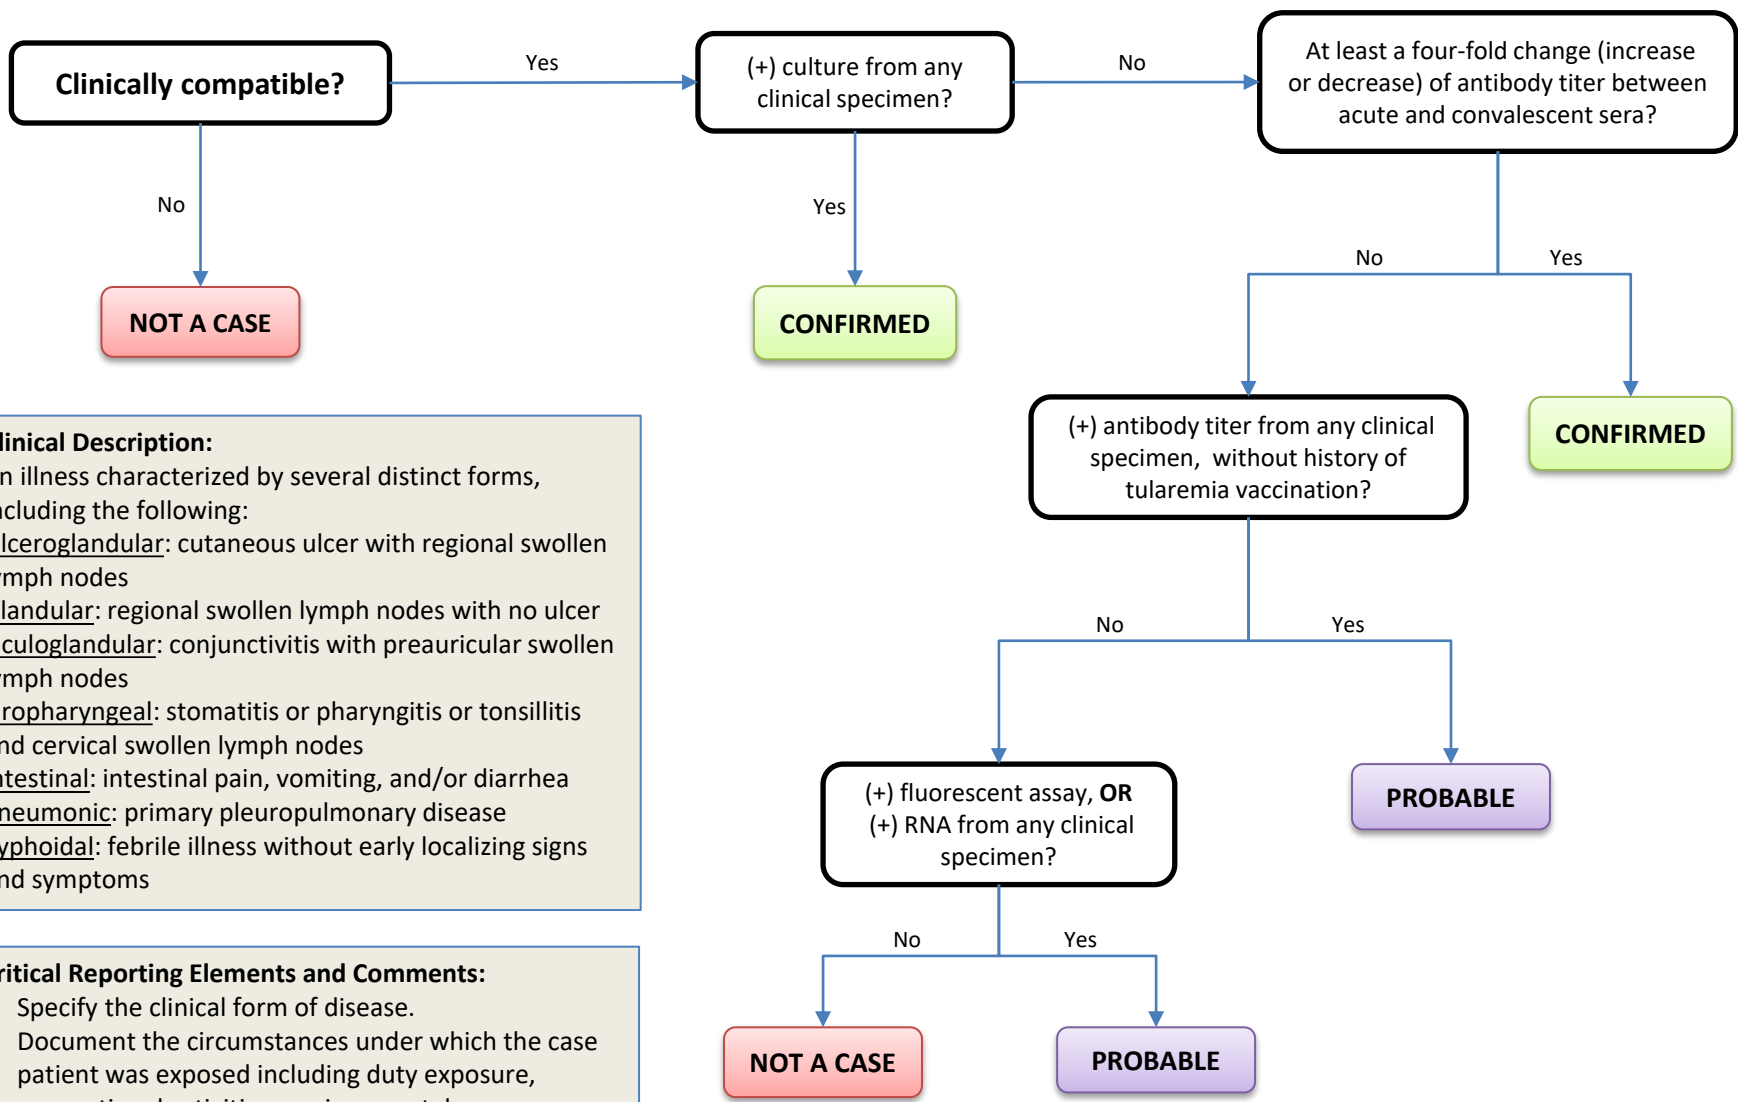 Clinically compatible?
Yes
(+) culture from any
clinical specimen?
No
At least a four-fold change (increase
or decrease) of antibody titer between
acute and convalescent sera?
No
Yes
No
Yes
NOT A CASE
CONFIRMED
(+) antibody titer from any clinical
specimen, without history of
tularemia vaccination?
CONFIRMED
No
Yes
(+) fluorescent assay, OR
(+) RNA from any clinical
specimen?
PROBABLE
No
Yes
NOT A CASE
PROBABLE
linical Description:
n illness characterized by several distinct forms,
ncluding the following:
lceroglandular: cutaneous ulcer with regional swollen
ymph nodes
landular: regional swollen lymph nodes with no ulcer
culoglandular: conjunctivitis with preauricular swollen
ymph nodes
ropharyngeal: stomatitis or pharyngitis or tonsillitis
nd cervical swollen lymph nodes
ntestinal: intestinal pain, vomiting, and/or diarrhea
neumonic: primary pleuropulmonary disease
yphoidal: febrile illness without early localizing signs
nd symptoms
ritical Reporting Elements and Comments:
Specify the clinical form of disease.
Document the circumstances under which the case
patient was exposed including duty exposure,